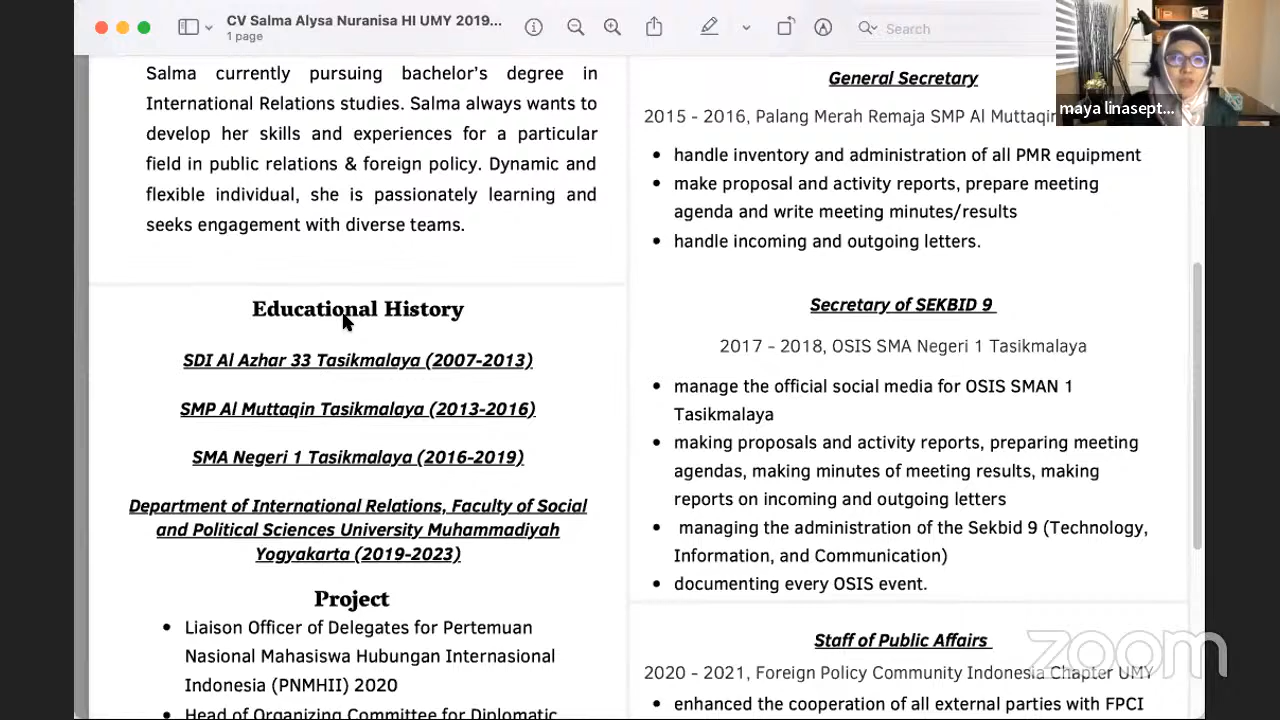 CV Salma Alysa Nuranisa HI UMY 2019...
1 page
Search
maya linasept...
Salma currently pursuing bachelor's degree in
International Relations studies. Salma always wants to
develop her skills and experiences for a particular
field in public relations & foreign policy. Dynamic and
flexible individual, she is passionately learning and
seeks engagement with diverse teams.
Educational History
SDI Al Azhar 33 Tasikmalaya (2007-2013)
SMP Al Muttaqin Tasikmalaya (2013-2016)
SMA Negeri 1 Tasikmalaya (2016-2019)
Department of International Relations, Faculty of Social
and Political Sciences University Muhammadiyah
Yogyakarta (2019-2023)
Project
• Liaison Officer of Delegates for Pertemuan
Nasional Mahasiswa Hubungan Internasional
Indonesia (PNMHII) 2020
• Head of Organizing Committee for Diplomatic
General Secretary
2015 - 2016, Palang Merah Remaja SMP Al Muttaqin
• handle inventory and administration of all PMR equipment
• make proposal and activity reports, prepare meeting
agenda and write meeting minutes/results
• handle incoming and outgoing letters.
Secretary of SEKBID 9
2017 - 2018, OSIS SMA Negeri 1 Tasikmalaya
• manage the official social media for OSIS SMAN 1
Tasikmalaya
• making proposals and activity reports, preparing meeting
agendas, making minutes of meeting results, making
reports on incoming and outgoing letters
• managing the administration of the Sekbid 9 (Technology,
Information, and Communication)
• documenting every OSIS event.
Staff of Public Affairs
2020 - 2021, Foreign Policy Community Indonesia Chapter UMY
• enhanced the cooperation of all external parties with FPCI
zoom